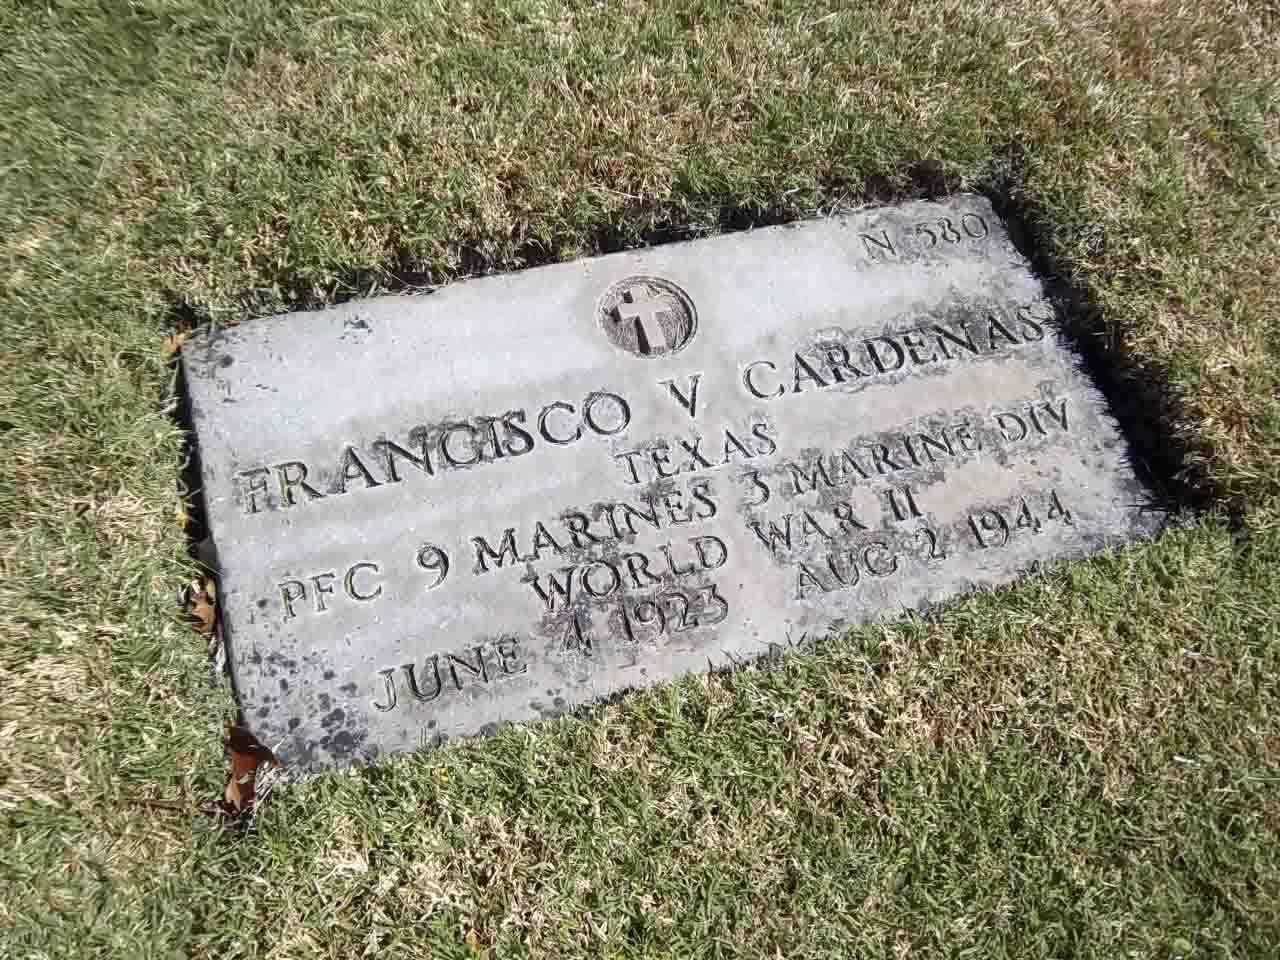 N 580
FRANCISCO V CARDENAS
TEXAS
PFC 9 MARINES 3 MARINE DIV
WORLD WAR II
JUNE 4 1923 AUG 2 1944